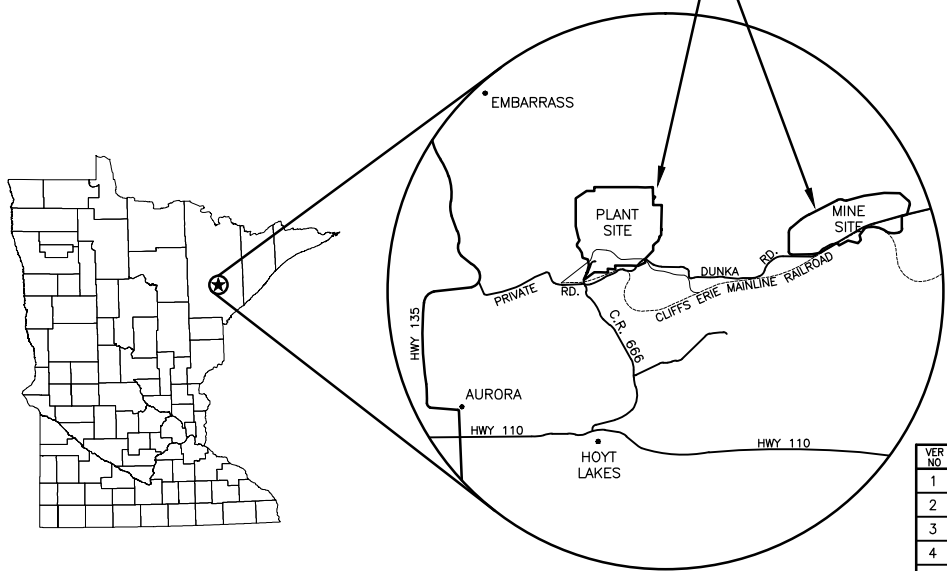 EMBARRASS
PLANT
SITE
MINE
SITE
DUNKA
RD.
PRIVATE
RD.
CLIFFS ERIE MAINLINE RAILROAD
HWY 135
C.R. 666
AURORA
HWY 110
HWY 110
HOYT
LAKES
VER
NO
1
2
3
4